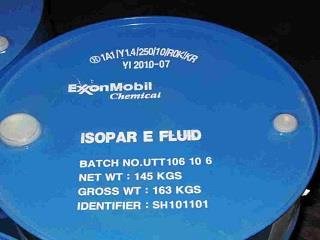 1A1/Y1.4/250/10/ROK/KR
YI 2010-07
ExxonMobil
Chemical
ISOPAR E FLUID
BATCH NO.UTT106 10 6
NET WT : 145 KGS
GROSS WT : 163 KGS
IDENTIFIER : SH101101